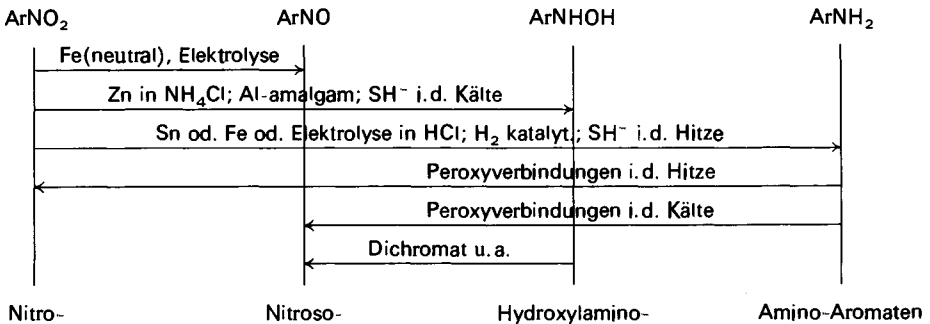 ArNO₂ ArNO ArNHOH ArNH₂
Fe(neutral), Elektrolyse
Zn in NH₄Cl; Al-amalgam; SH⁻ i.d. Kälte
Sn od. Fe od. Elektrolyse in HCl; H₂ katalyt.; SH⁻ i.d. Hitze
Peroxyverbindungen i.d. Hitze
Peroxyverbindungen i.d. Kälte
Dichromat u.a.
Nitro- Nitroso- Hydroxylamino- Amino-Aromaten